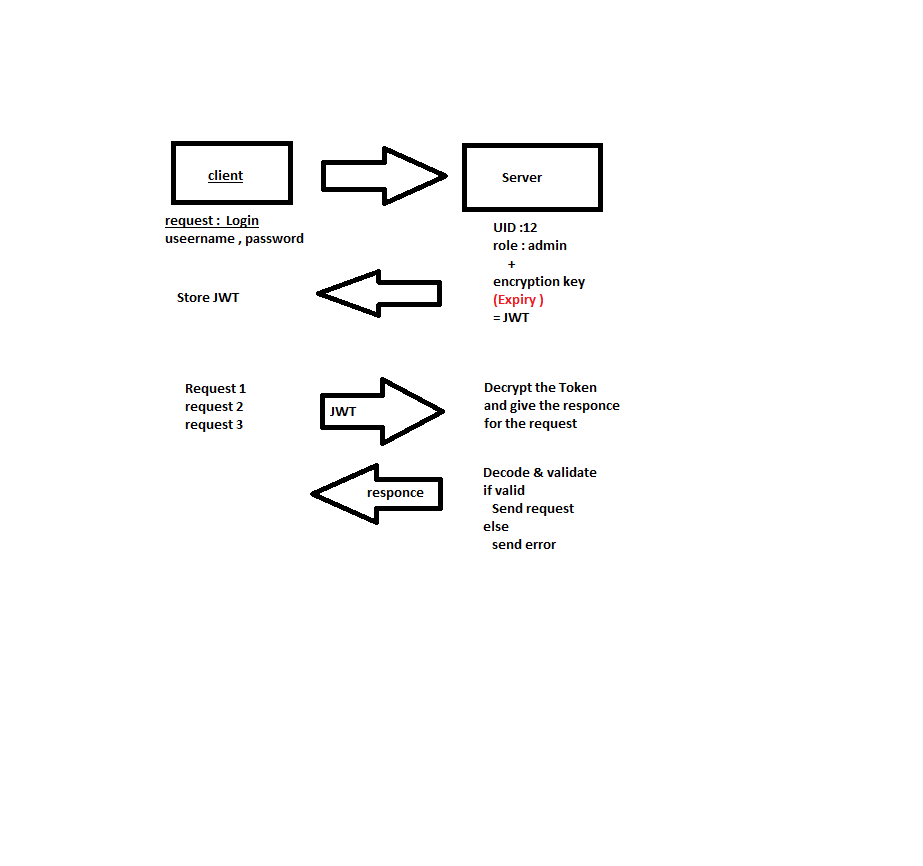 client
Server
request :  Login
useername , password
UID :12
role : admin
+
encryption key
(Expiry )
= JWT
Store JWT
Request 1
request 2
request 3
JWT
Decrypt the Token
and give the responce
for the request
responce
Decode & validate
if valid
Send request
else
send error